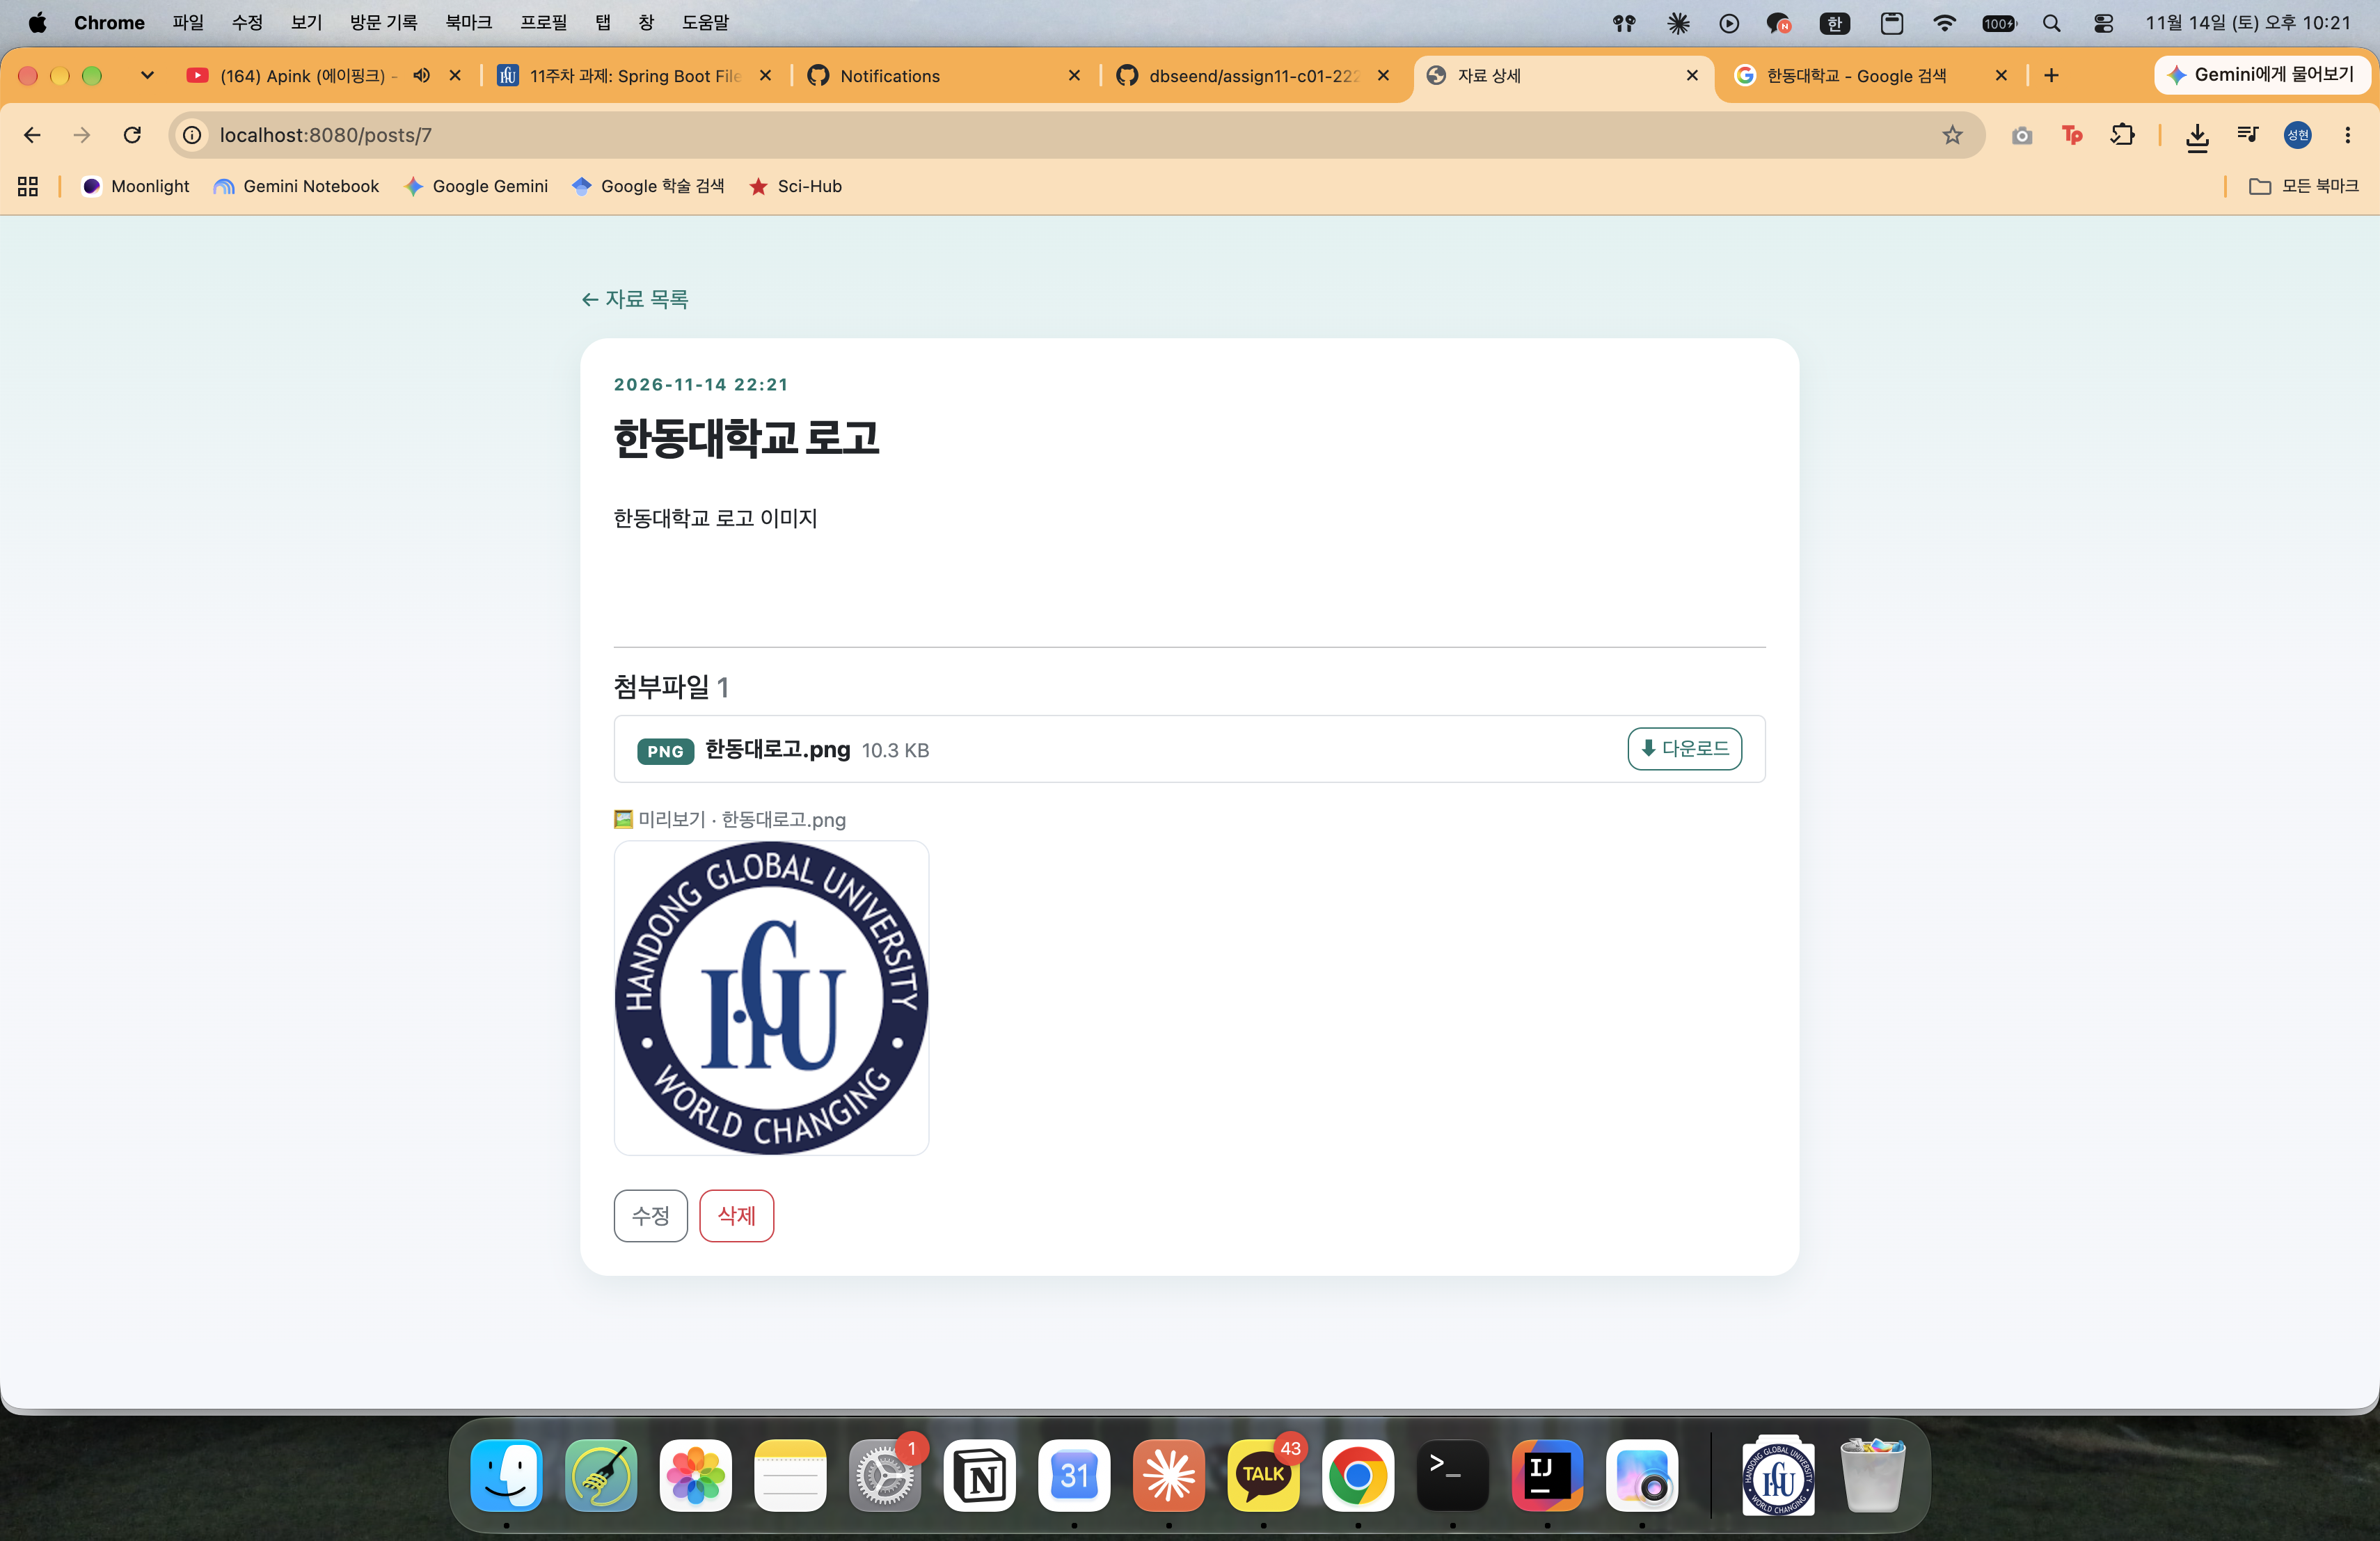 Chrome 파일 수정 보기 방문 기록 북마크 프로필 탭 창 도움말 한 100 11월 14일 (토) 오후 10:21
(164) Apink (에이핑크) - 11주차 과제: Spring Boot File Notifications dbseend/assign11-c01-222 자료 상세 한동대학교 - Google 검색 Gemini에게 물어보기
localhost:8080/posts/7 Tp 성현
Moonlight Gemini Notebook Google Gemini Google 학술 검색 Sci-Hub 모든 북마크
← 자료 목록
2026-11-14 22:21
한동대학교 로고
한동대학교 로고 이미지
첨부파일 1
PNG 한동대로고.png 10.3 KB ⬇ 다운로드
🖼️ 미리보기 · 한동대로고.png
HANDONG GLOBAL UNIVERSITY
HGU
WORLD CHANGING
수정 삭제
1 31 TALK 43 IJ